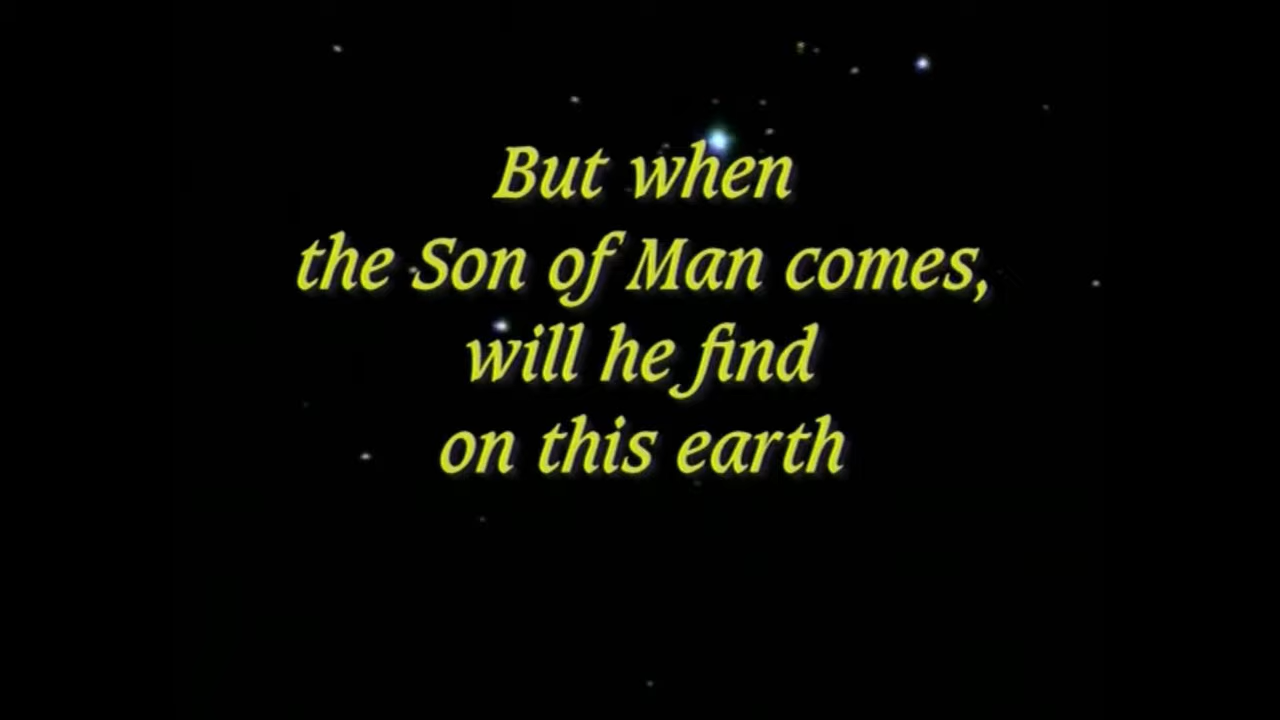 But when
the Son of Man comes,
will he find
on this earth